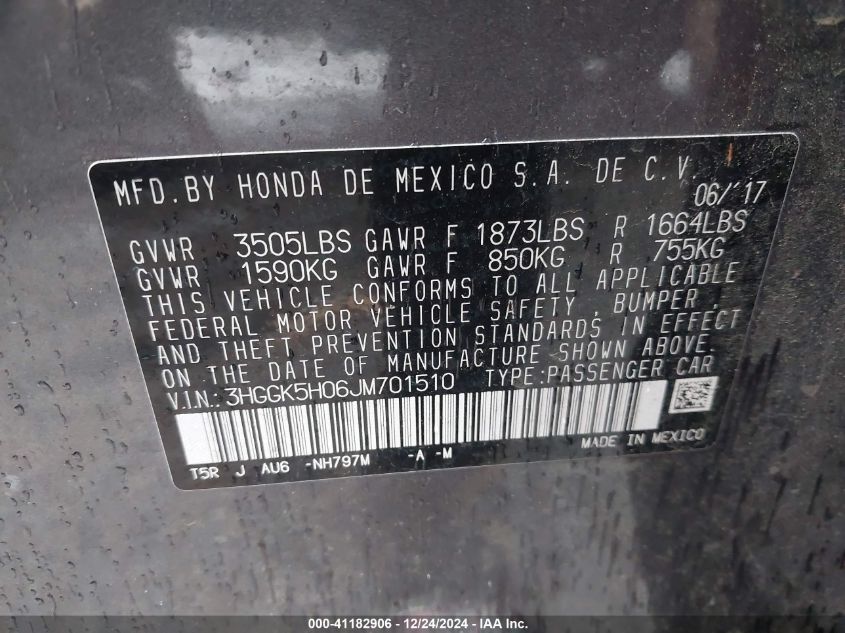 MFD.BY HONDA DE MEXICO S.A. DE C.V.
06/'17
GVWR 3505LBS GAWR F 1873LBS R 1664LBS
GVWR 1590KG GAWR F 850KG R 755KG
THIS VEHICLE CONFORMS TO ALL APPLICABLE
FEDERAL MOTOR VEHICLE SAFETY, BUMPER,
AND THEFT PREVENTION STANDARDS IN EFFECT
ON THE DATE OF MANUFACTURE SHOWN ABOVE.
VIN.:3HGGK5H06JM701510 TYPE:PASSENGER CAR
MADE IN MEXICO
T5R J AU6 -NH797M -A -M
000-41182906 - 12/24/2024 - IAA Inc.